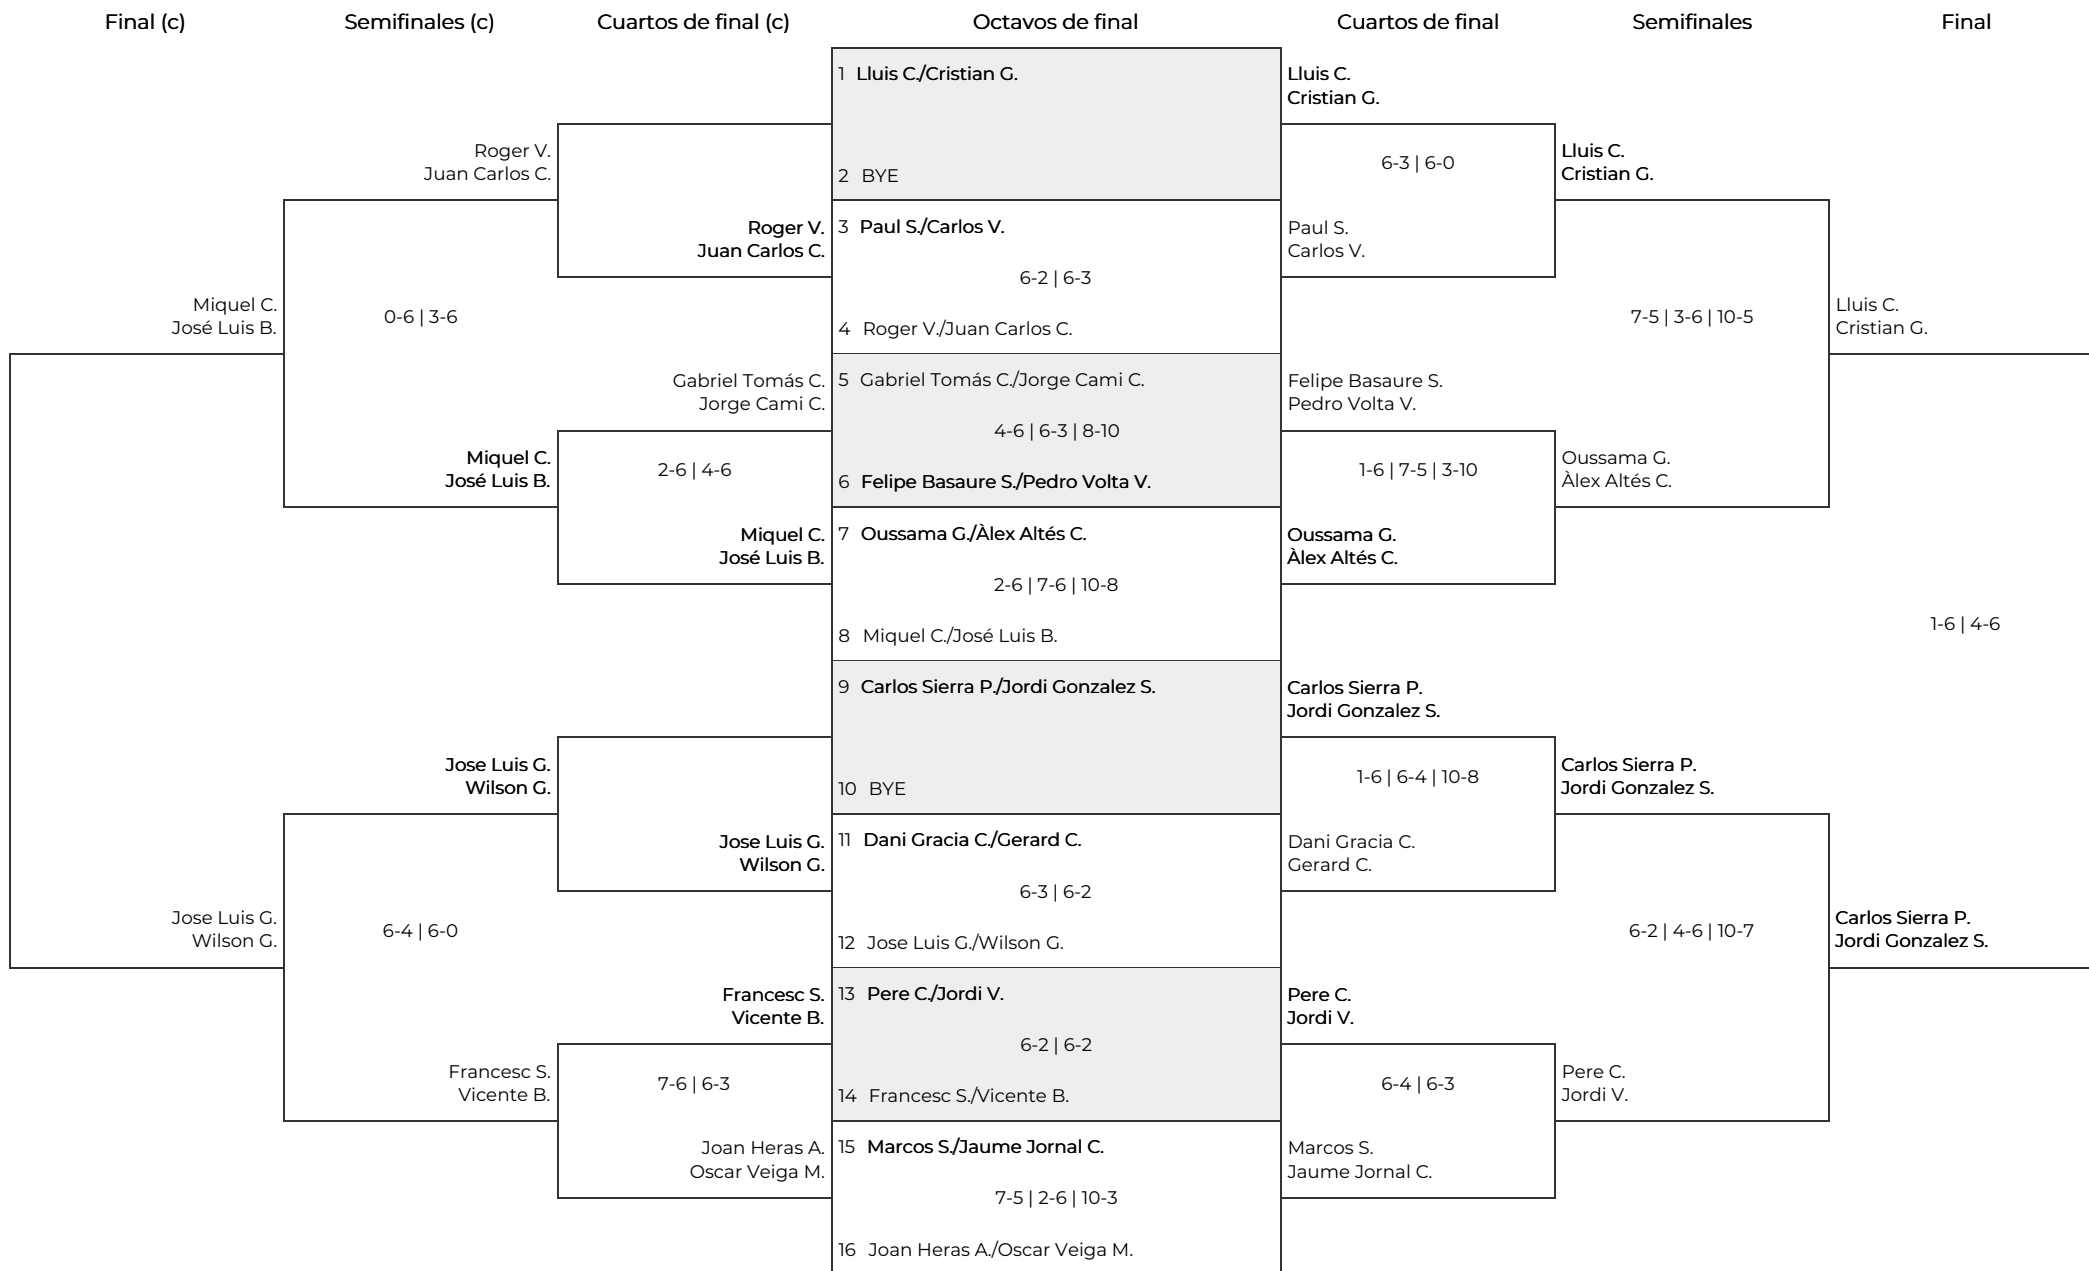 Final (c)
Semifinales (c)
Cuartos de final (c)
Octavos de final
Cuartos de final
Semifinales
Final
Miquel C.
José Luis B.
Jose Luis G.
Wilson G.
Roger V.
Juan Carlos C.
0-6 | 3-6
Miquel C.
José Luis B.
Jose Luis G.
Wilson G.
6-4 | 6-0
Francesc S.
Vicente B.
Roger V.
Juan Carlos C.
Gabriel Tomás C.
Jorge Cami C.
2-6 | 4-6
Miquel C.
José Luis B.
Jose Luis G.
Wilson G.
Francesc S.
Vicente B.
7-6 | 6-3
Joan Heras A.
Oscar Veiga M.
1 Lluis C./Cristian G.
2 BYE
3 Paul S./Carlos V.
6-2 | 6-3
4 Roger V./Juan Carlos C.
5 Gabriel Tomás C./Jorge Cami C.
4-6 | 6-3 | 8-10
6 Felipe Basaure S./Pedro Volta V.
7 Oussama G./Àlex Altés C.
2-6 | 7-6 | 10-8
8 Miquel C./José Luis B.
9 Carlos Sierra P./Jordi Gonzalez S.
10 BYE
11 Dani Gracia C./Gerard C.
6-3 | 6-2
12 Jose Luis G./Wilson G.
13 Pere C./Jordi V.
6-2 | 6-2
14 Francesc S./Vicente B.
15 Marcos S./Jaume Jornal C.
7-5 | 2-6 | 10-3
16 Joan Heras A./Oscar Veiga M.
Lluis C.
Cristian G.
6-3 | 6-0
Paul S.
Carlos V.
Felipe Basaure S.
Pedro Volta V.
1-6 | 7-5 | 3-10
Oussama G.
Àlex Altés C.
Carlos Sierra P.
Jordi Gonzalez S.
1-6 | 6-4 | 10-8
Dani Gracia C.
Gerard C.
Pere C.
Jordi V.
6-4 | 6-3
Marcos S.
Jaume Jornal C.
Lluis C.
Cristian G.
7-5 | 3-6 | 10-5
Oussama G.
Àlex Altés C.
Carlos Sierra P.
Jordi Gonzalez S.
6-2 | 4-6 | 10-7
Pere C.
Jordi V.
Lluis C.
Cristian G.
1-6 | 4-6
Carlos Sierra P.
Jordi Gonzalez S.